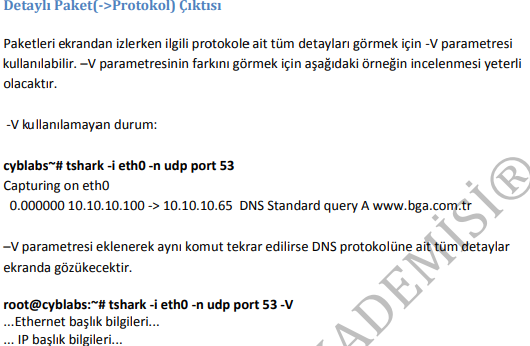 Detaylı Paket(->Protokol) Çıktısı
Paketleri ekrandan izlerken ilgili protokole ait tüm detayları görmek için -V parametresi
kullanılabilir. –V parametresinin farkını görmek için aşağıdaki örneğin incelenmesi yeterli
olacaktır.
-V kullanılamayan durum:
cyblabs~# tshark -i eth0 -n udp port 53
Capturing on eth0
0.000000 10.10.10.100 -> 10.10.10.65 DNS Standard query A www.bga.com.tr
–V parametresi eklenerek aynı komut tekrar edilirse DNS protokolüne ait tüm detaylar
ekranda gözükecektir.
root@cyblabs:~# tshark -i eth0 -n udp port 53 -V
...Ethernet başlık bilgileri...
... IP başlık bilgileri...
ADEMİSİ®